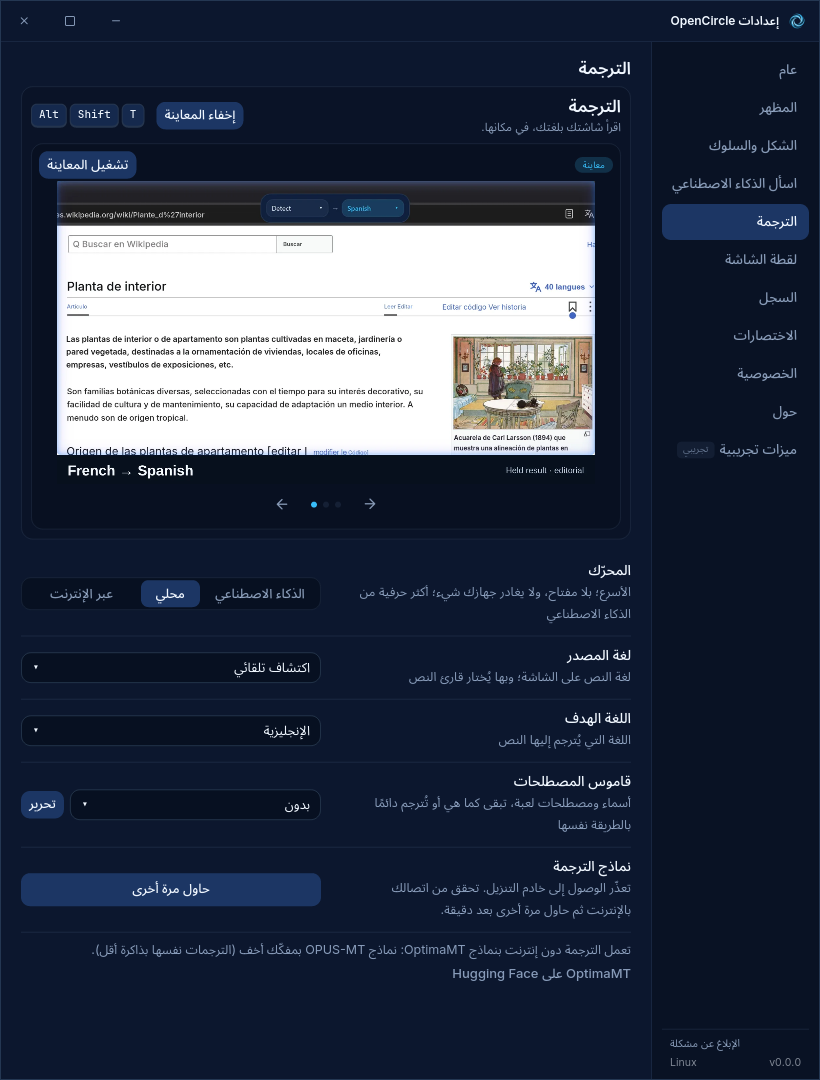 إعدادات OpenCircle
عام
المظهر
الشكل والسلوك
اسأل الذكاء الاصطناعي
الترجمة
لقطة الشاشة
السجل
الاختصارات
الخصوصية
حول
ميزات تجريبية تجريبي
الإبلاغ عن مشكلة
v0.0.0 Linux
الترجمة
الترجمة
اقرأ شاشتك بلغتك، في مكانها.
إخفاء المعاينة
Alt Shift T
معاينة
تشغيل المعاينة
Detect → Spanish
es.wikipedia.org/wiki/Plante_d%27interior
Q Buscar en Wikipedia Buscar
Ha
Planta de interior
40 langues
Artículo Leer Editar Editar código Ver historia
Las plantas de interior o de apartamento son plantas cultivadas en maceta, jardinería o
pared vegetada, destinadas a la ornamentación de viviendas, locales de oficinas,
empresas, vestíbulos de exposiciones, etc.
Son familias botánicas diversas, seleccionadas con el tiempo para su interés decorativo, su
facilidad de cultura y de mantenimiento, su capacidad de adaptación un medio interior. A
menudo son de origen tropical.
Acuarela de Carl Larsson (1894) que
muestra una alineación de plantas en
Origen de las plantas de apartamento [editar | modifier le código]
French → Spanish
Held result · editorial
المحرّك
الأسرع؛ بلا مفتاح، ولا يغادر جهازك شيء؛ أكثر حرفية من
الذكاء الاصطناعي
الذكاء الاصطناعي محلي عبر الإنترنت
لغة المصدر
لغة النص على الشاشة؛ وبها يُختار قارئ النص
اكتشاف تلقائي
اللغة الهدف
اللغة التي يُترجم إليها النص
الإنجليزية
قاموس المصطلحات
أسماء ومصطلحات لعبة، تبقى كما هي أو تُترجم دائمًا
بالطريقة نفسها
بدون
تحرير
نماذج الترجمة
تعذّر الوصول إلى خادم التنزيل. تحقق من اتصالك
بالإنترنت ثم حاول مرة أخرى بعد دقيقة.
حاول مرة أخرى
تعمل الترجمة دون إنترنت بنماذج OptimaMT: نماذج OPUS-MT بمفكّك أخف (الترجمات نفسها بذاكرة أقل).
OptimaMT على Hugging Face